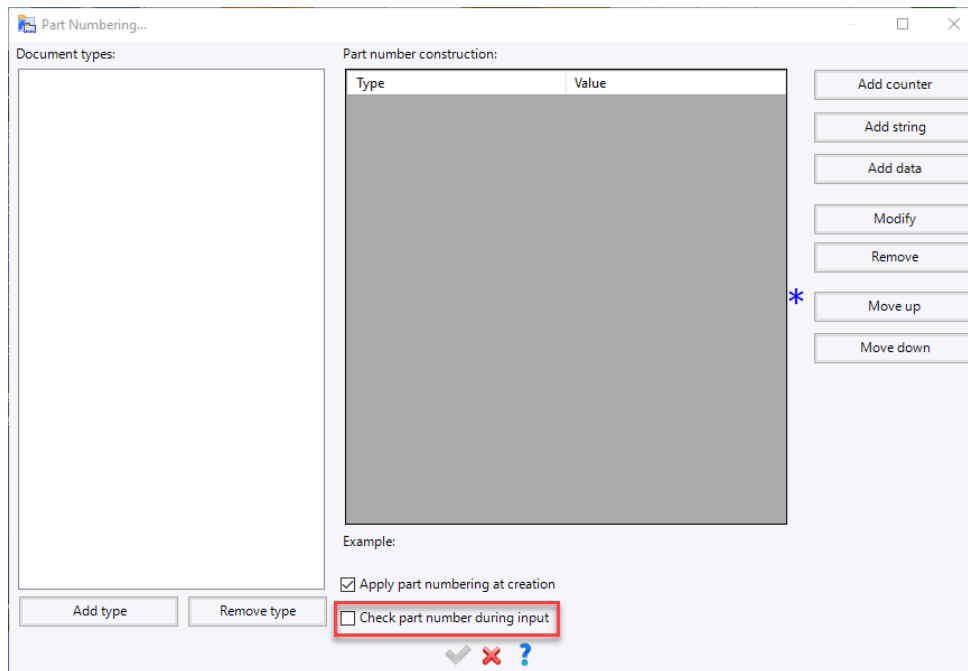 Part Numbering...
Document types:
Part number construction:
Type Value
Add counter
Add string
Add data
Modify
Remove
*
Move up
Move down
Example:
Apply part numbering at creation
Add type Remove type
Check part number during input
?